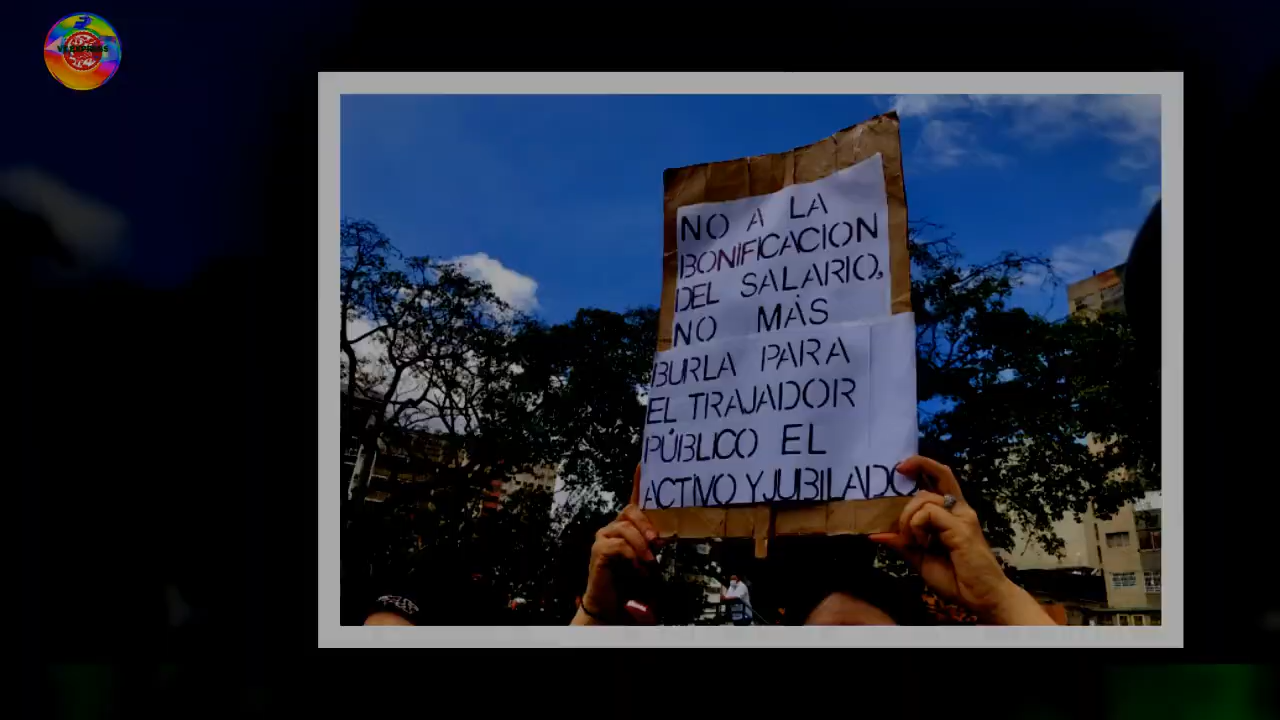 NO A LA
BONIFICACION
DEL SALARIO,
NO MÁS
BURLA PARA
EL TRAJADOR
PÚBLICO EL
ACTIVO Y JUBILADO